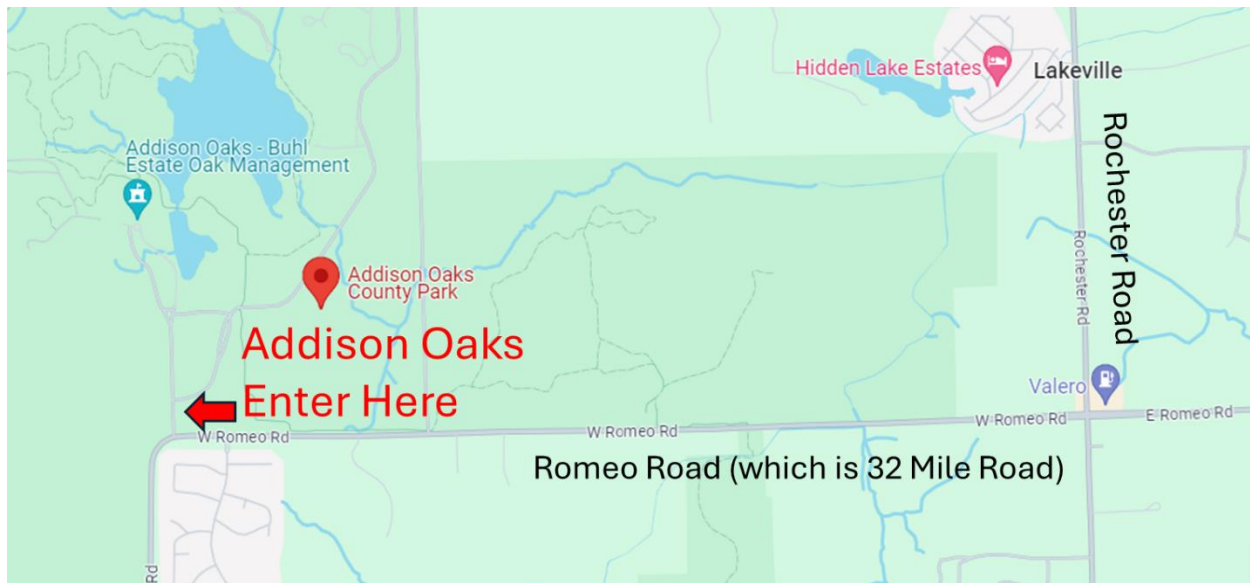 Hidden Lake Estates
Lakeville
Addison Oaks - Buhl
Estate Oak Management
Rochester Road
Rochester Rd
Addison Oaks
County Park
Addison Oaks
Enter Here
Valero
W Romeo Rd
W Romeo Rd
W Romeo Rd
E Romeo Rd
Romeo Road (which is 32 Mile Road)
Rd